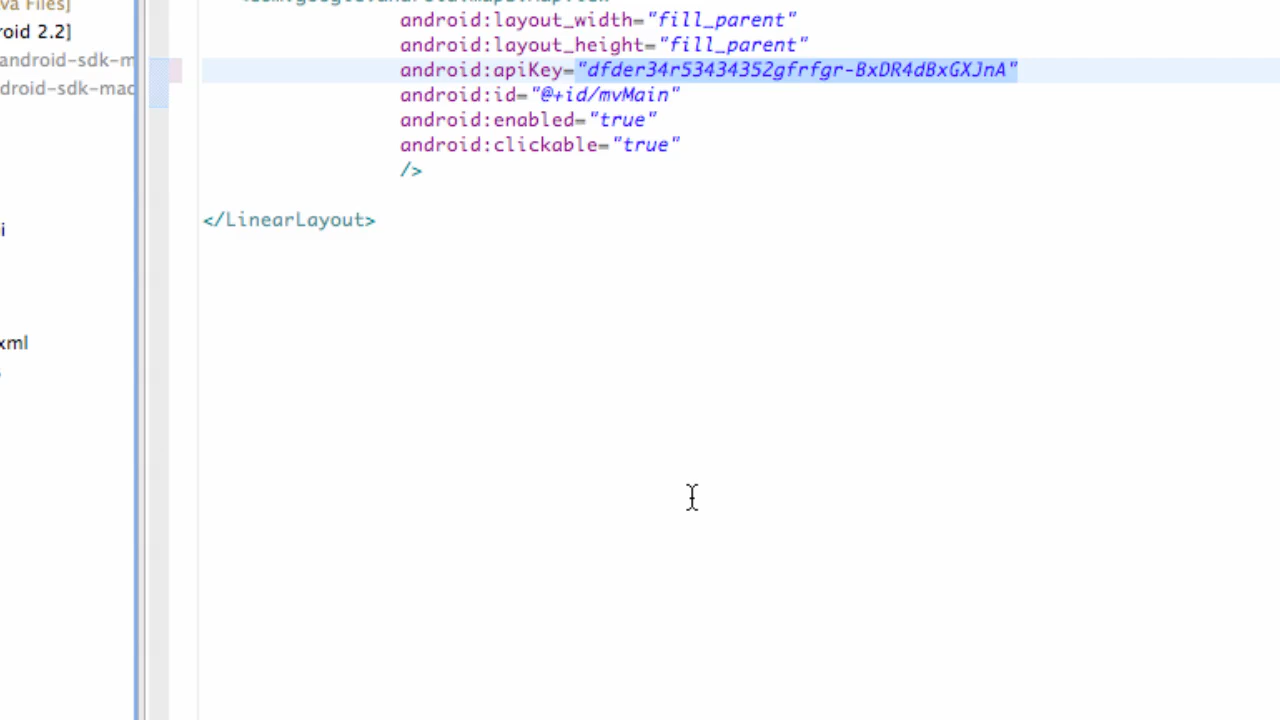 va Files]
roid 2.2]
android-sdk-m
droid-sdk-mac
i
xml
android:layout_width="fill_parent"
android:layout_height="fill_parent"
android:apiKey="dfder34r53434352gfrfgr-BxDR4dBxGXJnA"
android:id="@+id/mvMain"
android:enabled="true"
android:clickable="true"
/>
</LinearLayout>